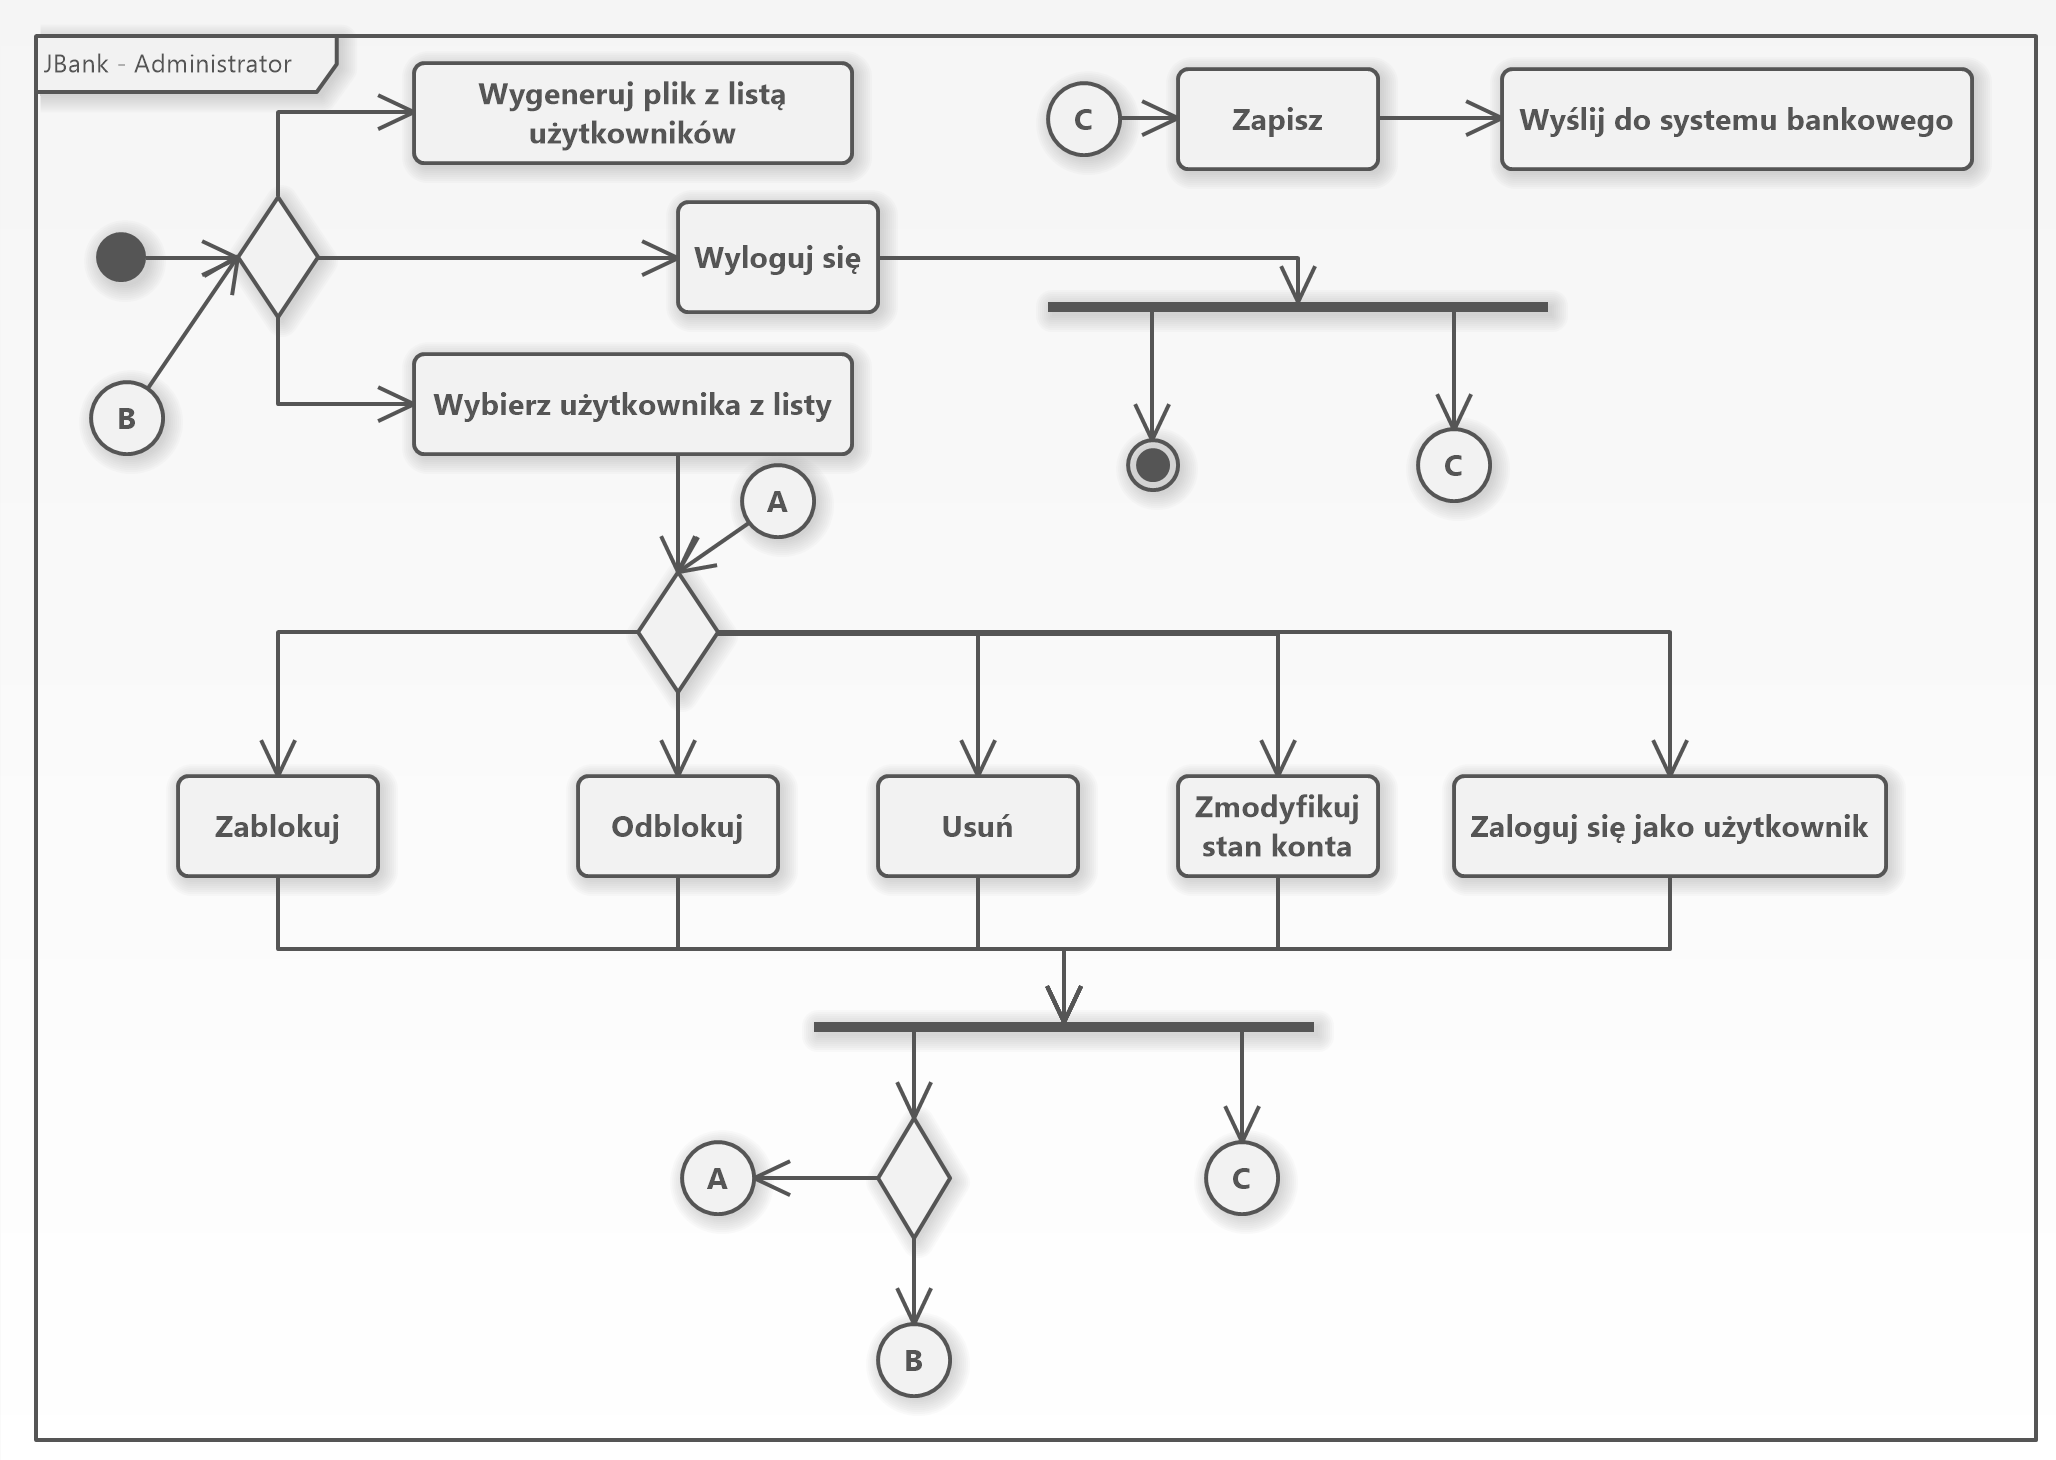 JBank - Administrator
Wygeneruj plik z listą
użytkowników
C
Zapisz
Wyślij do systemu bankowego
Wyloguj się
B
Wybierz użytkownika z listy
A
C
Zablokuj
Odblokuj
Usuń
Zmodyfikuj
stan konta
Zaloguj się jako użytkownik
A
C
B